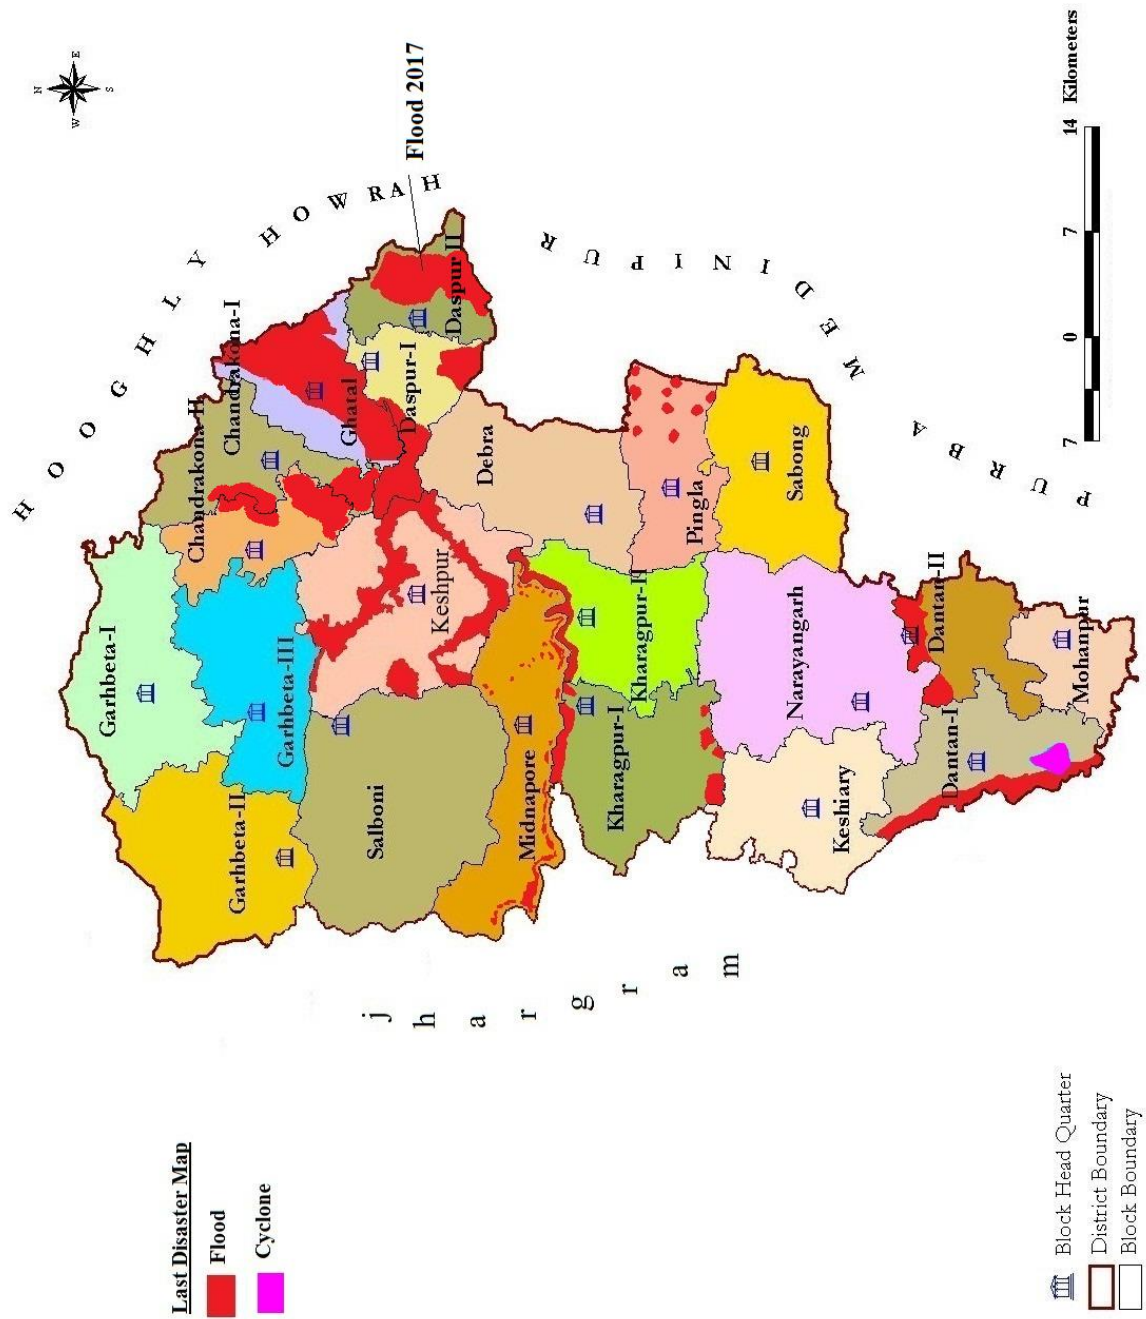 N
E
W
S
HOOGHLY
HOWRAH
Flood 2017
PURBA MEDINIPUR
jhargram
Garhbeta-I
Garhbeta-II
Garhbeta-III
Chandrakona-II
Chandrakona-I
Ghatal
Daspur-I
Daspur II
Keshpur
Salboni
Debra
Midnapore
Pingla
Sabong
Kharagpur-I
Kharagpur-II
Narayangarh
Keshiary
Dantan-I
Dantan-II
Mohanpur
Last Disaster Map
Flood
Cyclone
Block Head Quarter
District Boundary
Block Boundary
7 0 7 14 Kilometers